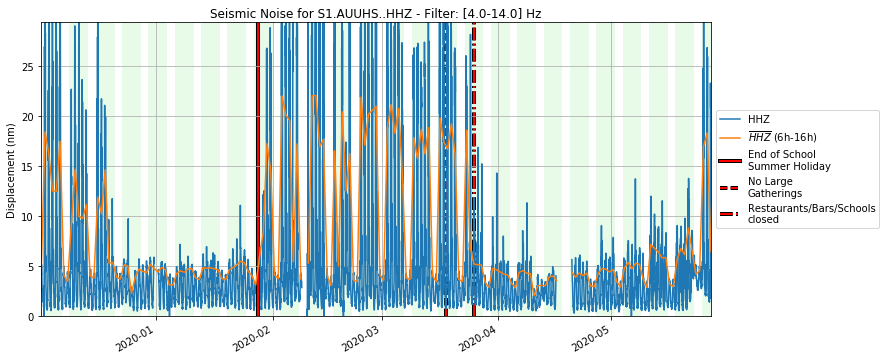 Seismic Noise for S1.AUUHS..HHZ - Filter: [4.0-14.0] Hz
Displacement (nm)
25
20
15
10
5
0
2020-01
2020-02
2020-03
2020-04
2020-05
HHZ
HHZ (6h-16h)
End of School
Summer Holiday
No Large
Gatherings
Restaurants/Bars/Schools
closed